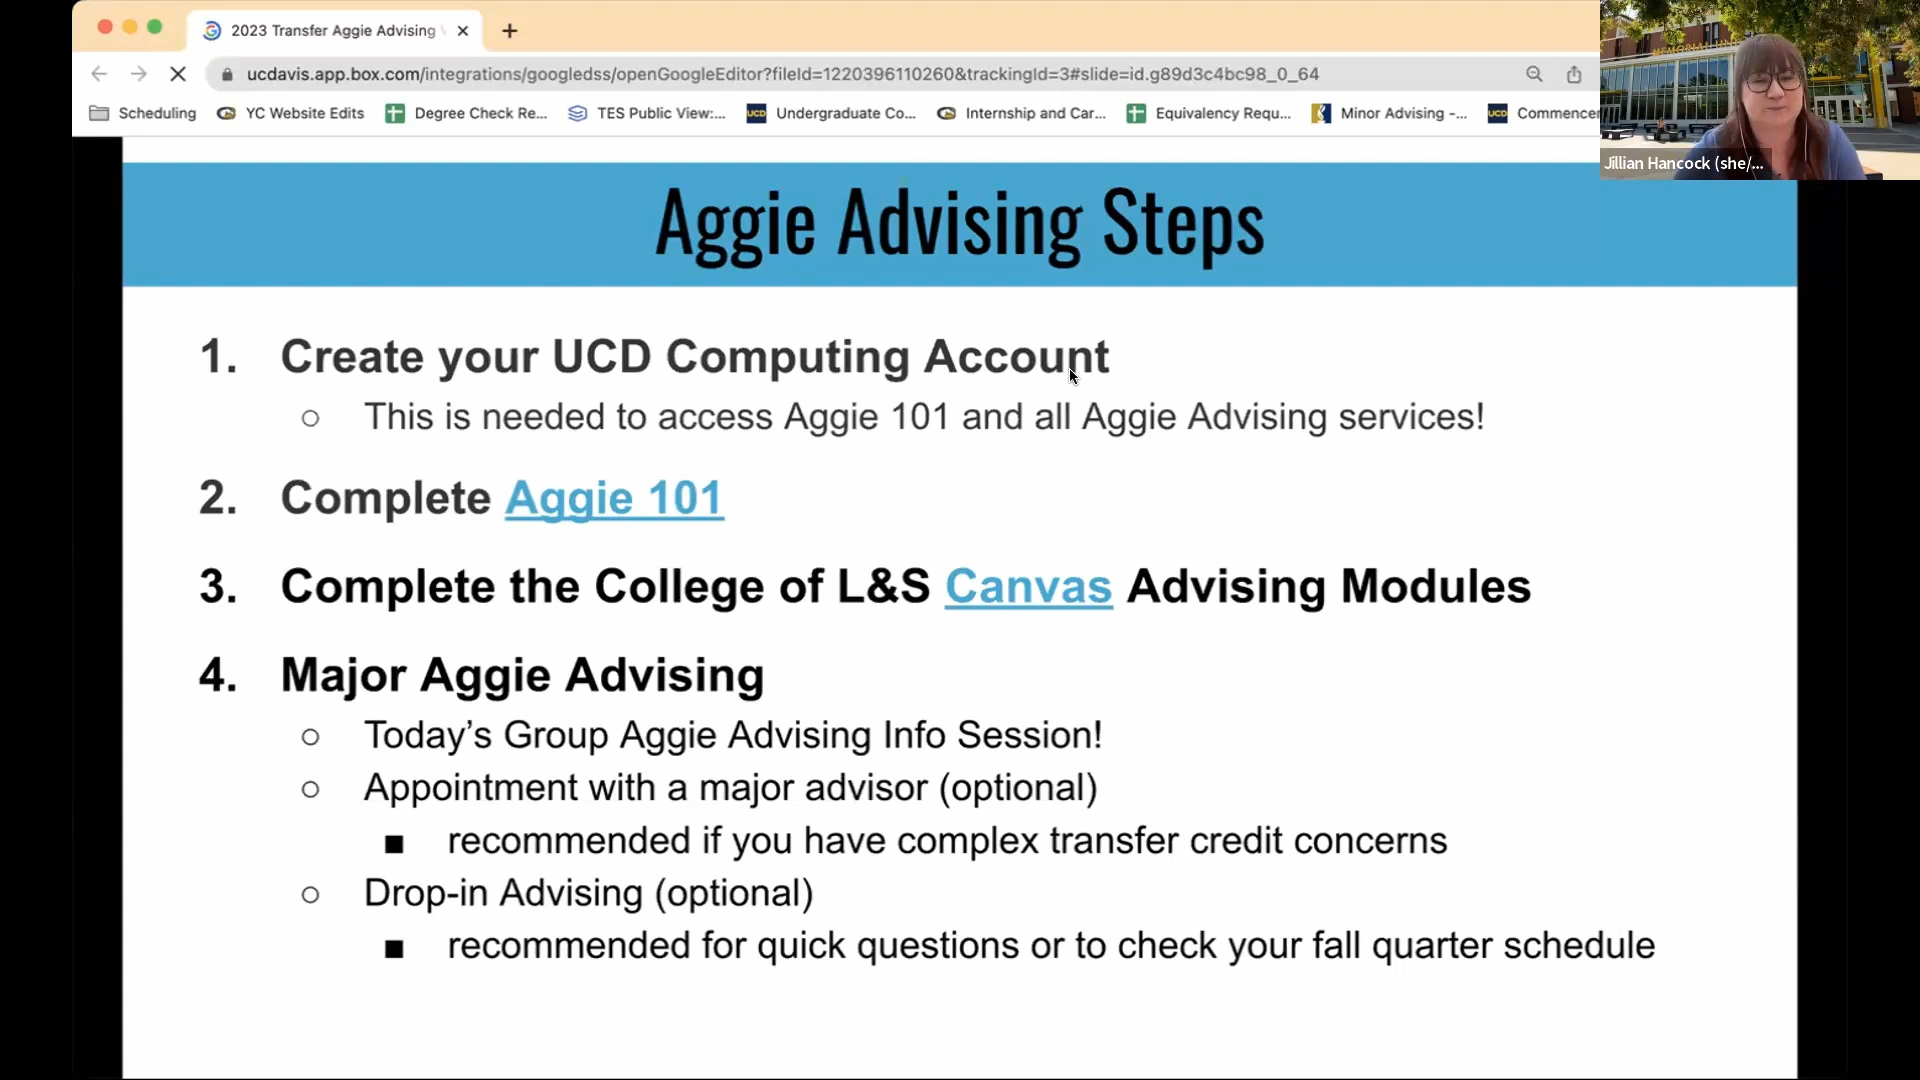 2023 Transfer Aggie Advising
ucdavis.app.box.com/integrations/googledss/openGoogleEditor?fileId=1220396110260&trackingId=3#slide=id.g89d3c4bc98_0_64
Scheduling YC Website Edits Degree Check Re... TES Public View:... UCD Undergraduate Co... Internship and Car... Equivalency Requ... Minor Advising -... UCD Commence
MEMORIAL
Jillian Hancock (she/...
Aggie Advising Steps
1. Create your UCD Computing Account
○ This is needed to access Aggie 101 and all Aggie Advising services!
2. Complete Aggie 101
3. Complete the College of L&S Canvas Advising Modules
4. Major Aggie Advising
○ Today’s Group Aggie Advising Info Session!
○ Appointment with a major advisor (optional)
■ recommended if you have complex transfer credit concerns
○ Drop-in Advising (optional)
■ recommended for quick questions or to check your fall quarter schedule